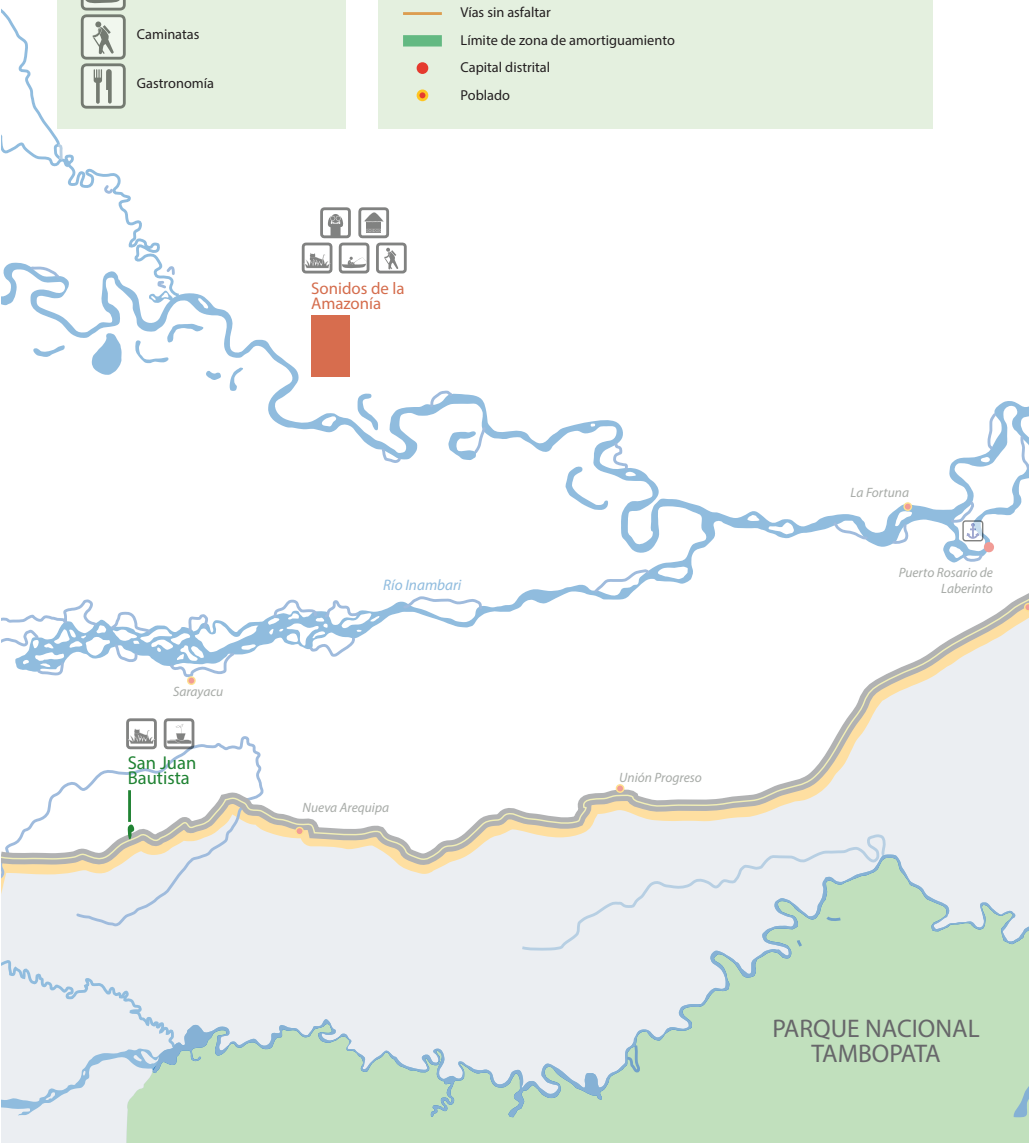 Caminatas
Gastronomía
Vías sin asfaltar
Límite de zona de amortiguamiento
Capital distrital
Poblado
Sonidos de la
Amazonía
La Fortuna
Puerto Rosario de
Laberinto
Río Inambari
Sarayacu
San Juan
Bautista
Nueva Arequipa
Unión Progreso
PARQUE NACIONAL
TAMBOPATA